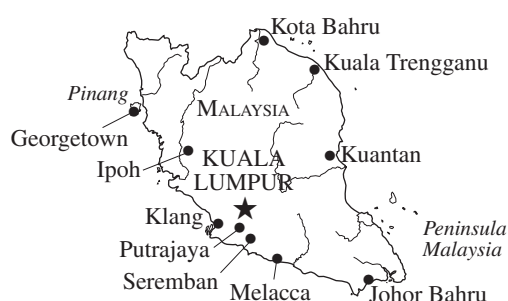 Kota Bahru
Kuala Trengganu
Pinang
MALAYSIA
Georgetown
Ipoh
KUALA
LUMPUR
Kuantan
Klang
Peninsula
Malaysia
Putrajaya
Seremban
Melacca
Johor Bahru